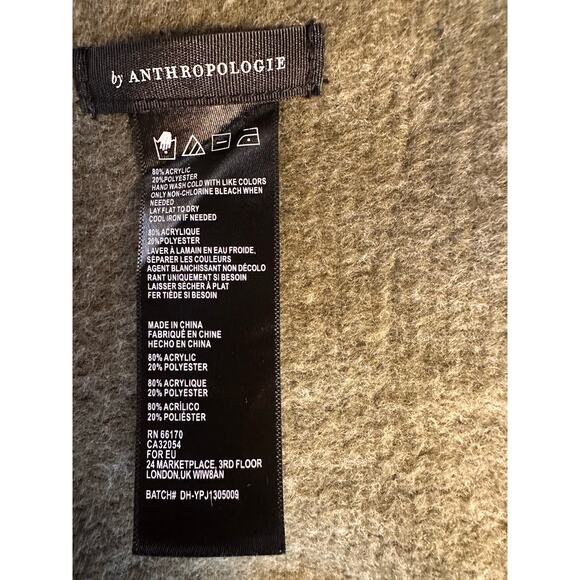 by ANTHROPOLOGIE
80% ACRYLIC
20%POLYESTER
HAND WASH COLD WITH LIKE COLORS
ONLY NON-CHLORINE BLEACH WHEN
NEEDED
LAY FLAT TO DRY
COOL IRON IF NEEDED
80% ACRYLIQUE
20%POLYESTER
LAVER À LAMAIN EN EAU FROIDE,
SÉPARER LES COULEURS
AGENT BLANCHISSANT NON DÉCOLO
RANT UNIQUEMENT SI BESOIN
LAISSER SÉCHER À PLAT
FER TIÈDE SI BESOIN
MADE IN CHINA
FABRIQUÉ EN CHINE
HECHO EN CHINA
80% ACRYLIC
20% POLYESTER
80% ACRYLIQUE
20% POLYESTER
80% ACRÍLICO
20% POLIÉSTER
RN 66170
CA32054
FOR EU
24 MARKETPLACE, 3RD FLOOR
LONDON,UK WIW8AN
BATCH# DH-YPJ1305009